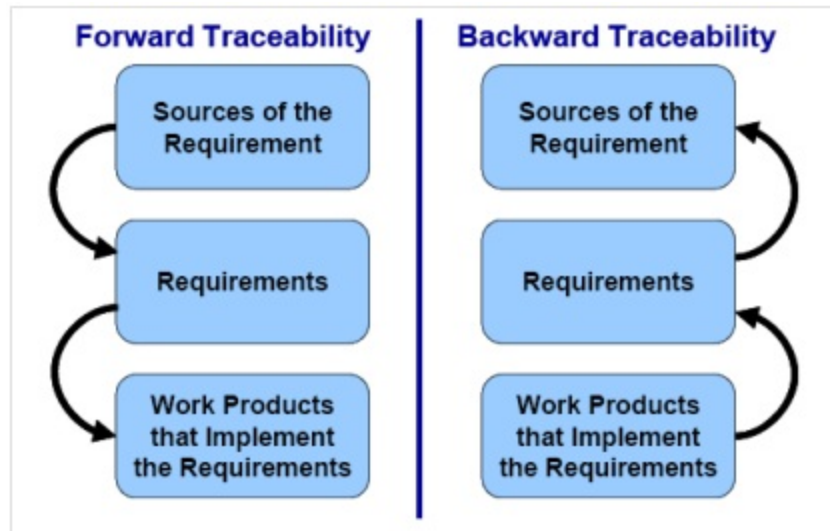 Forward Traceability
Sources of the
Requirement
Requirements
Work Products
that Implement
the Requirements
Backward Traceability
Sources of the
Requirement
Requirements
Work Products
that Implement
the Requirements